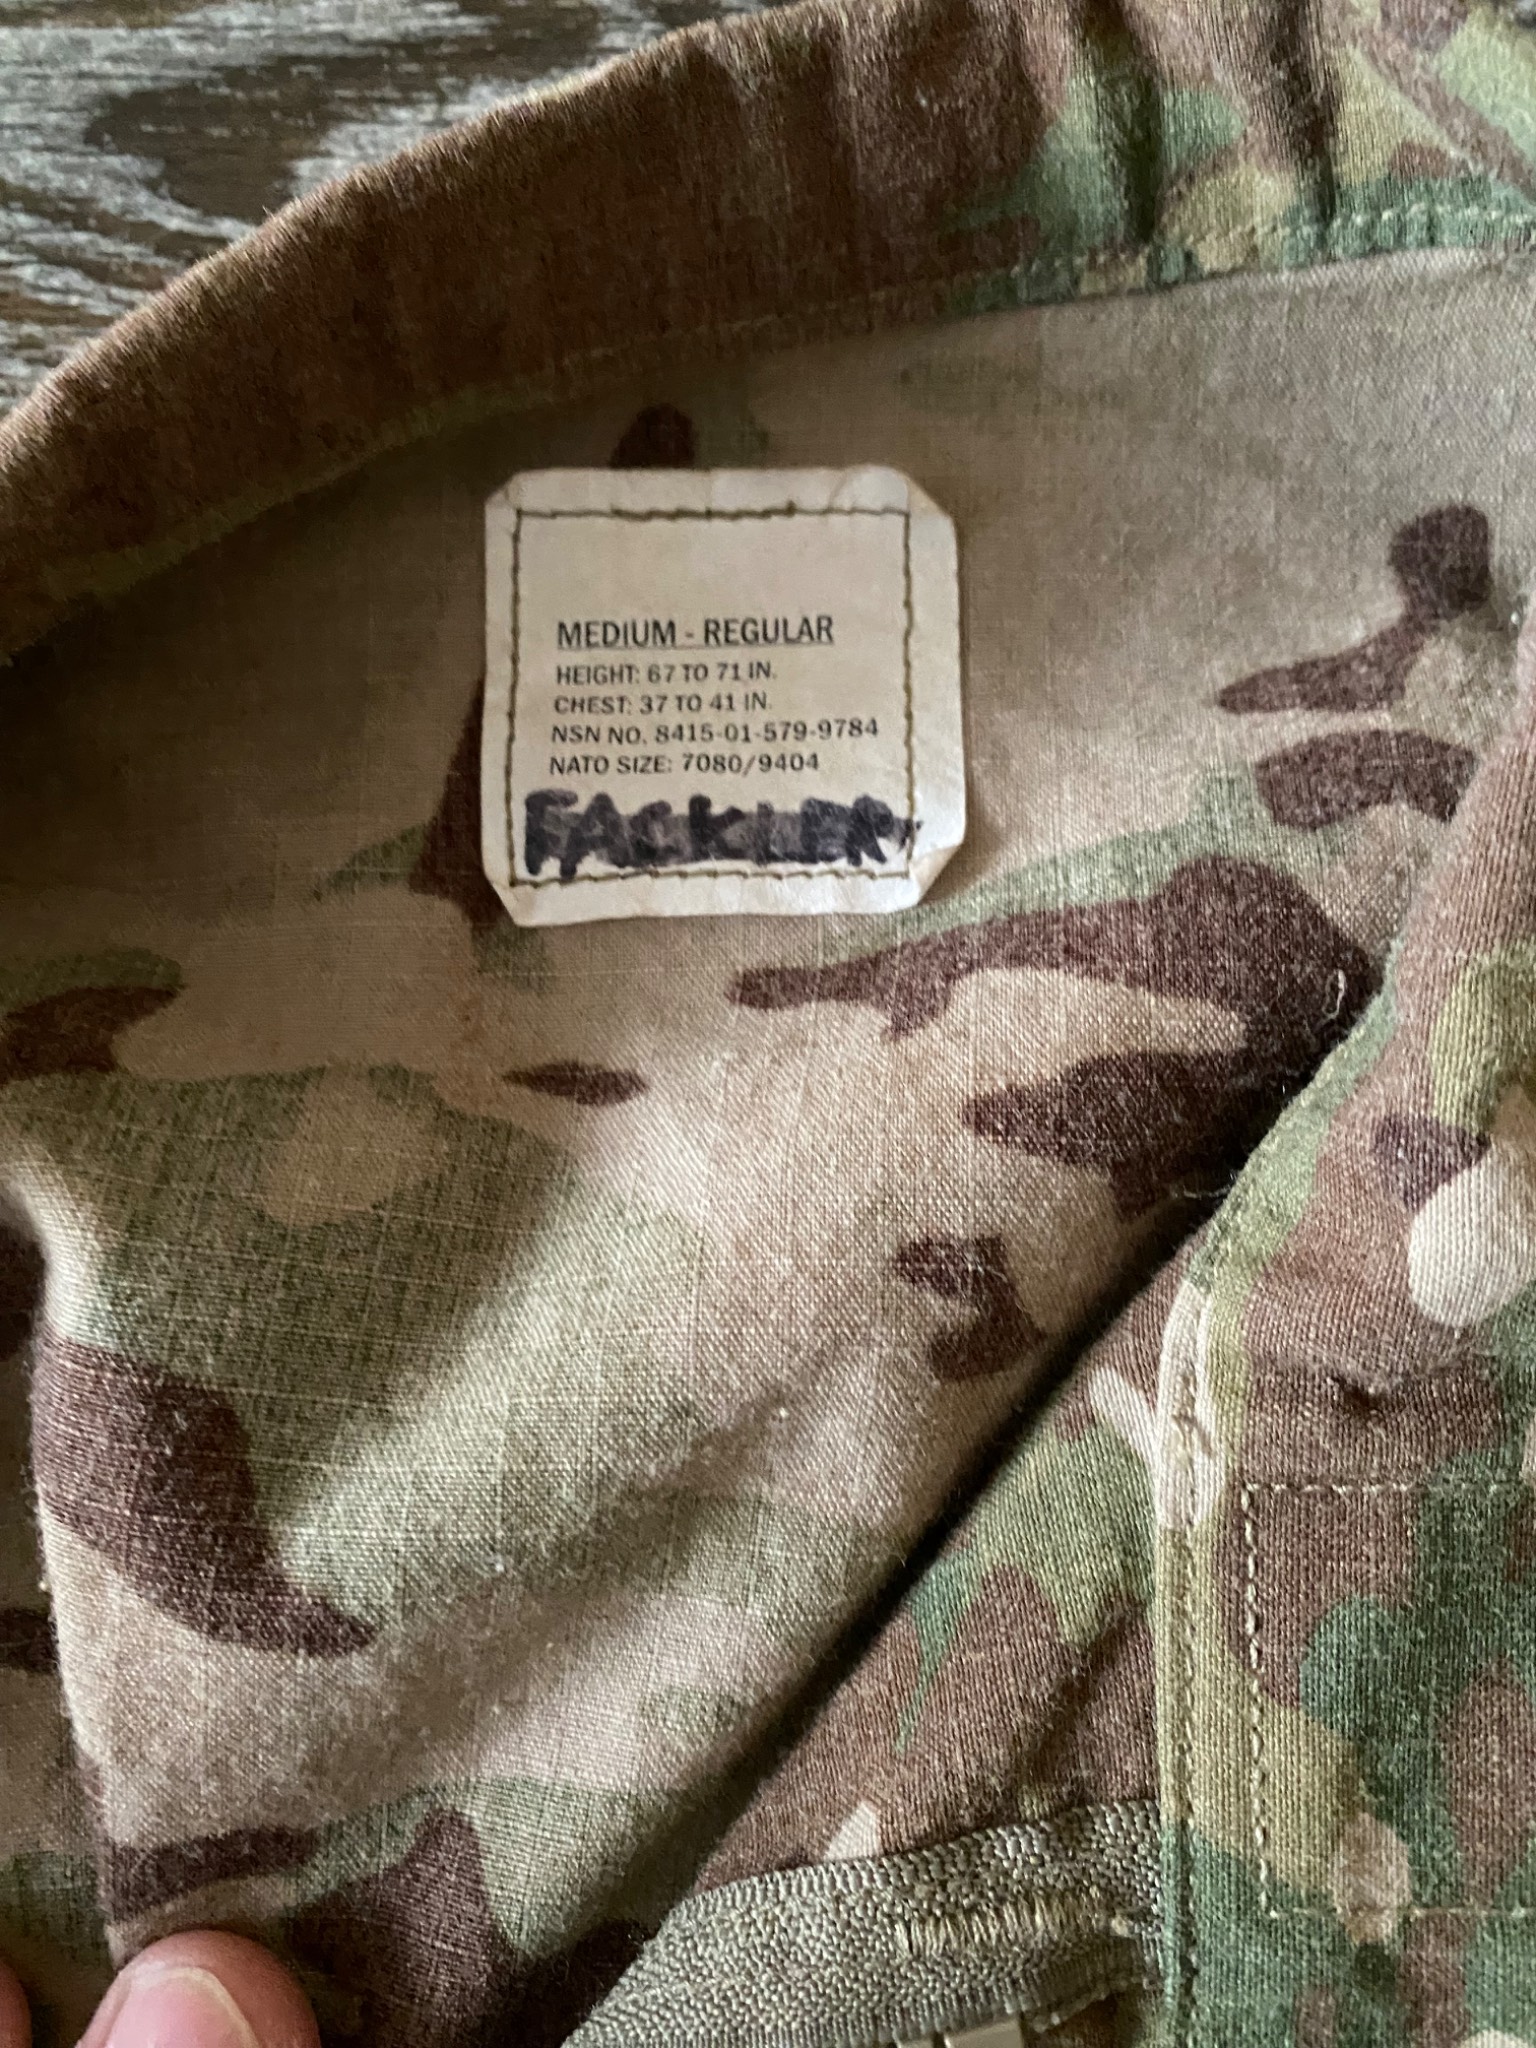 MEDIUM - REGULAR
HEIGHT: 67 TO 71 IN.
CHEST: 37 TO 41 IN.
NSN NO. 8415-01-579-9784
NATO SIZE: 7080/9404
FACKLER